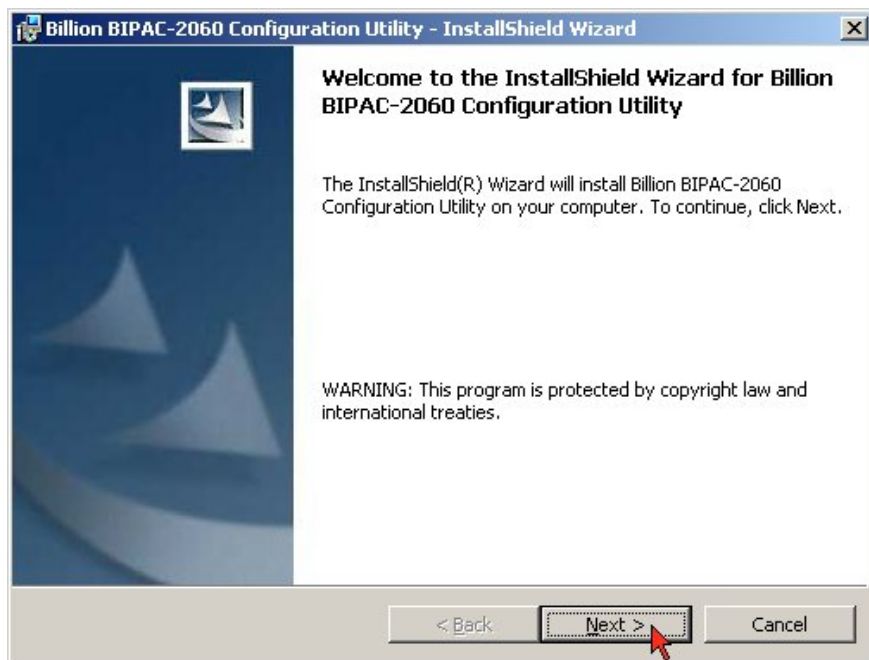 Billion BIPAC-2060 Configuration Utility - InstallShield Wizard
Welcome to the InstallShield Wizard for Billion
BIPAC-2060 Configuration Utility
The InstallShield(R) Wizard will install Billion BIPAC-2060
Configuration Utility on your computer. To continue, click Next.
WARNING: This program is protected by copyright law and
international treaties.
< Back Next > Cancel